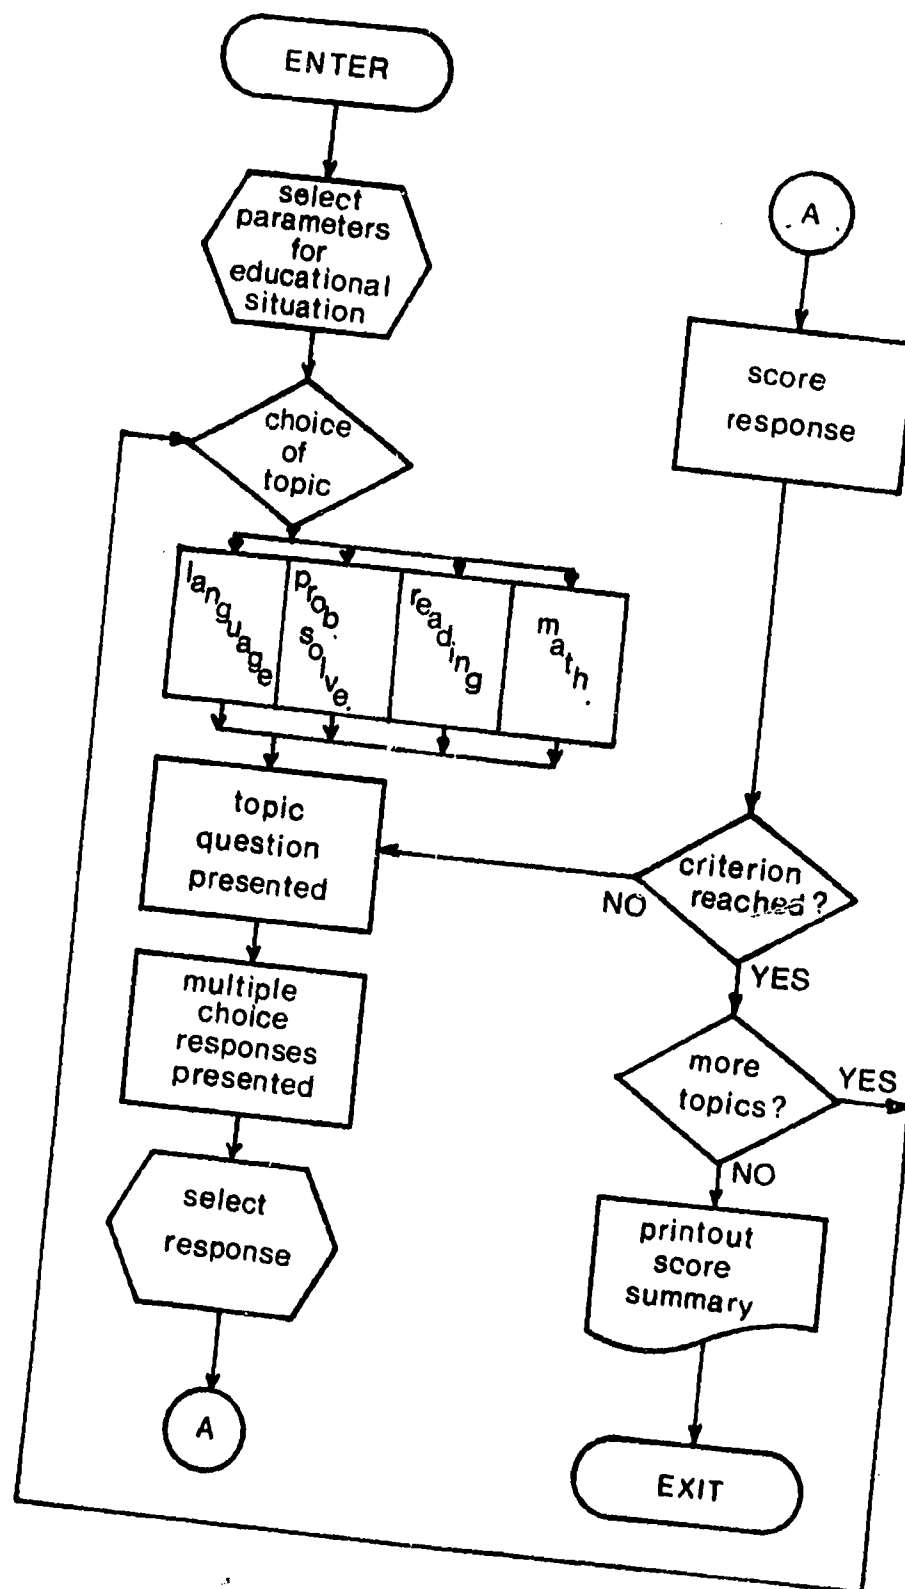 ENTER
select
parameters
for
educational
situation
choice
of
topic
language
prob.
solve.
reading
math.
topic
question
presented
multiple
choice
responses
presented
select
response
A
A
score
response
criterion
reached?
NO
YES
more
topics?
YES
NO
printout
score
summary
EXIT